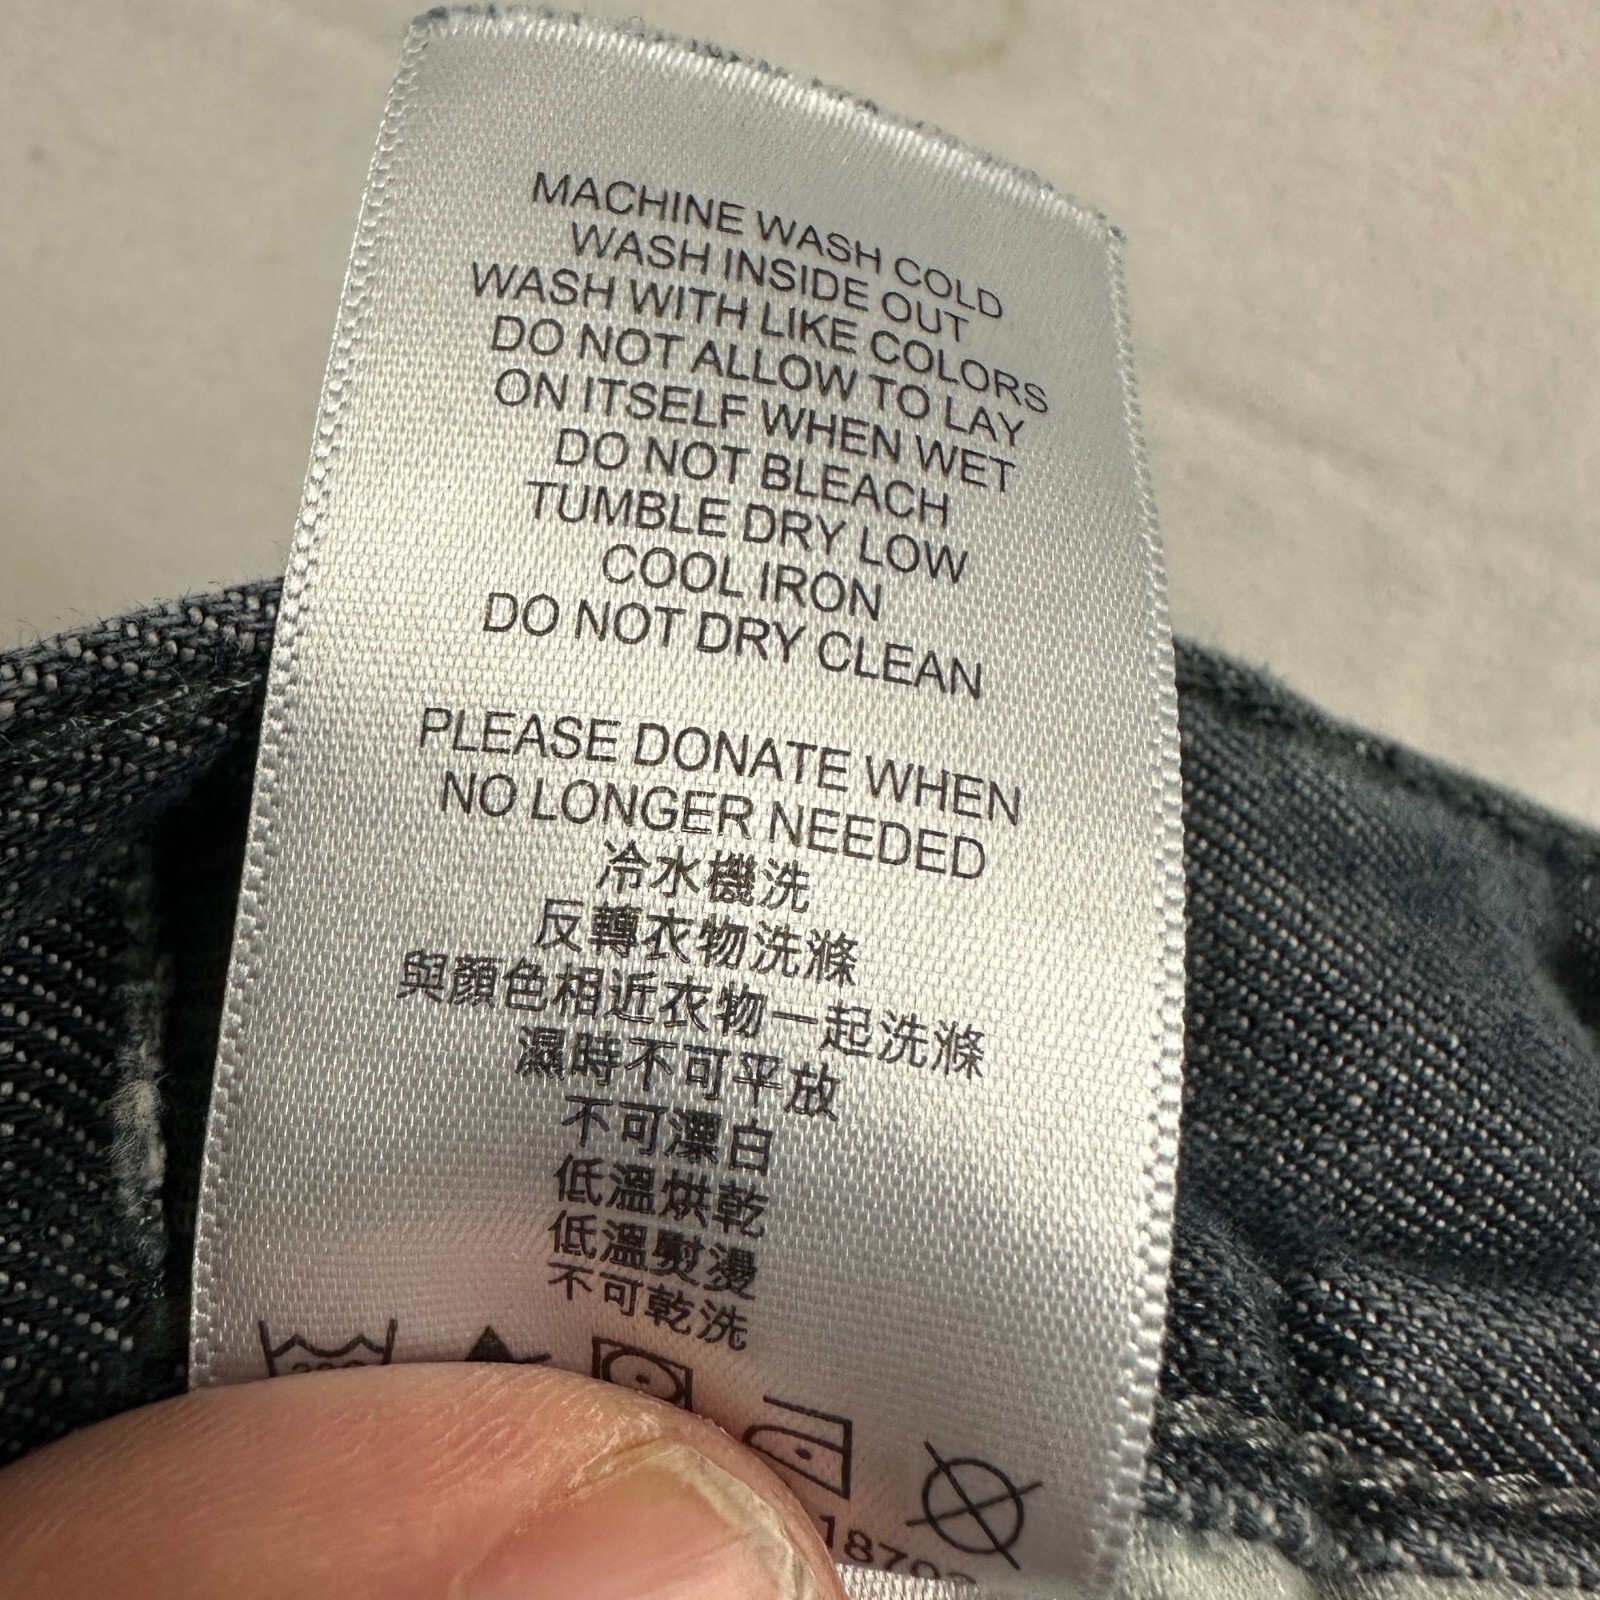 MACHINE WASH COLD
WASH INSIDE OUT
WASH WITH LIKE COLORS
DO NOT ALLOW TO LAY
ON ITSELF WHEN WET
DO NOT BLEACH
TUMBLE DRY LOW
COOL IRON
DO NOT DRY CLEAN
PLEASE DONATE WHEN
NO LONGER NEEDED
冷水機洗
反轉衣物洗滌
與顏色相近衣物一起洗滌
濕時不可平放
不可漂白
低溫烘乾
低溫熨燙
不可乾洗